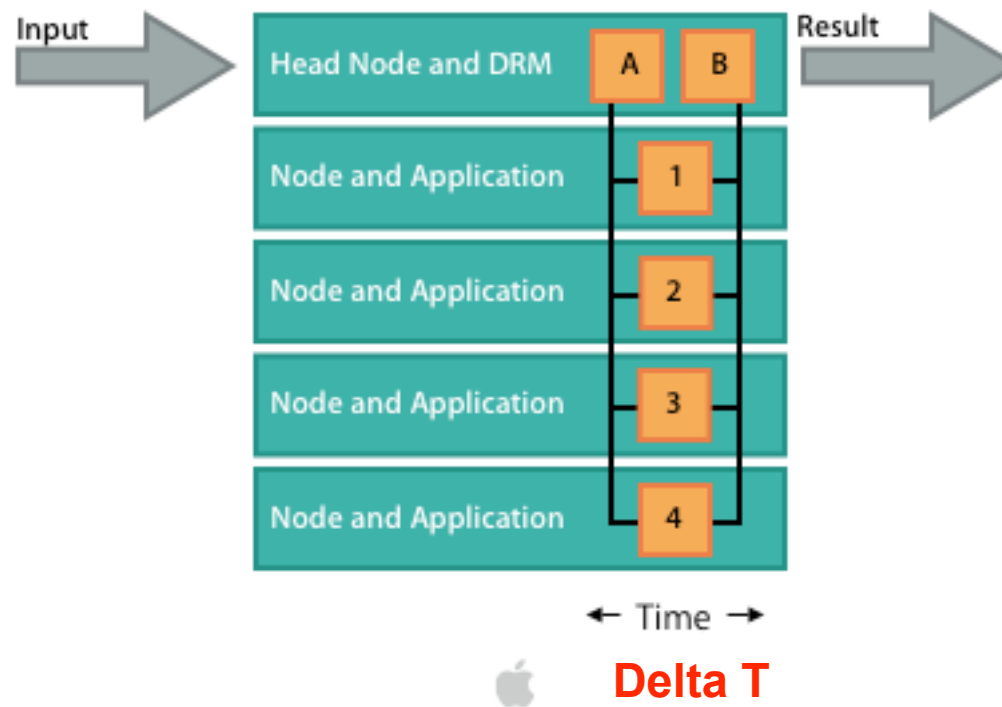 Input
Result
Head Node and DRM A B
Node and Application 1
Node and Application 2
Node and Application 3
Node and Application 4
Time
Delta T